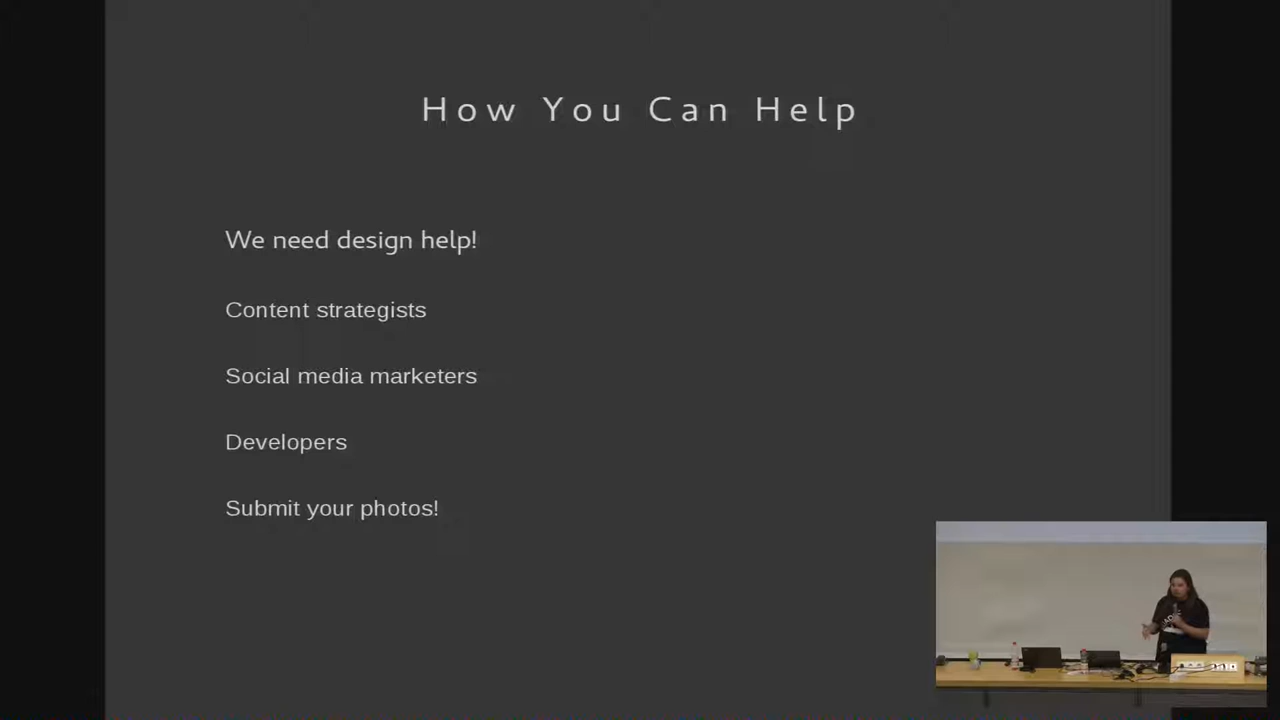 How You Can Help
We need design help!
Content strategists
Social media marketers
Developers
Submit your photos!